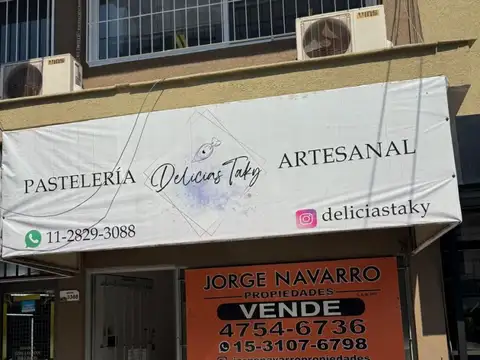 PASTELERÍA
Delicias Taky
ARTESANAL
11-2829-3088
deliciastaky
JORGE NAVARRO
PROPIEDADES
VENDE
4754-6736
15-3107-6798